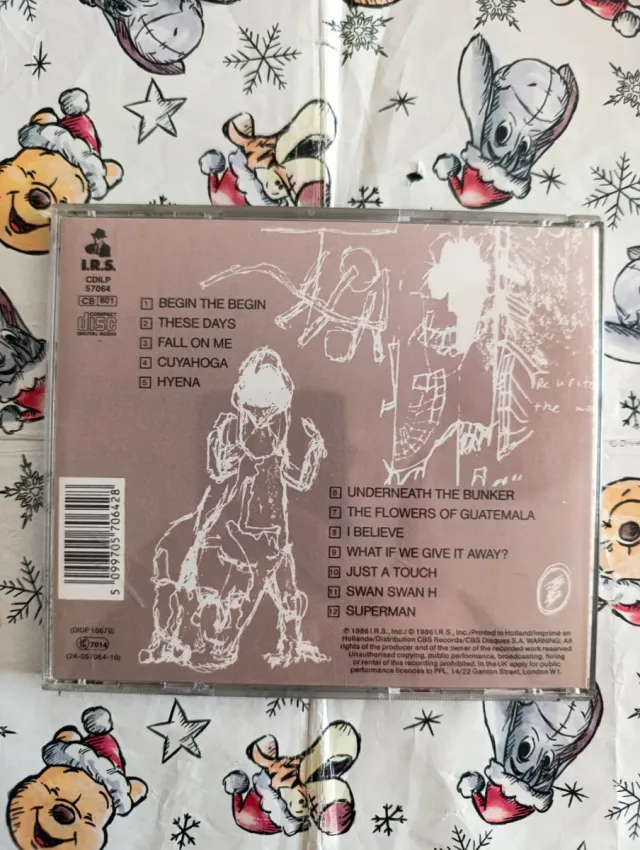 I.R.S.
CDILP
57064
CB 801
COMPACT
disc
DIGITAL AUDIO
1 BEGIN THE BEGIN
2 THESE DAYS
3 FALL ON ME
4 CUYAHOGA
5 HYENA
the
6 UNDERNEATH THE BUNKER
7 THE FLOWERS OF GUATEMALA
8 I BELIEVE
9 WHAT IF WE GIVE IT AWAY?
10 JUST A TOUCH
11 SWAN SWAN H
12 SUPERMAN
5 099705 706428
(DIDP 10676)
7014
(24-057064-10)
℗ 1986 I.R.S., Inc./ © 1986 I.R.S., Inc./Printed in Holland/Imprimé en
Hollande/Distribution CBS Records/CBS Disques S.A. WARNING: All
rights of the producer and of the owner of the recorded work reserved
Unauthorised copying, public performance, broadcasting, hiring
or rental of this recording prohibited. In the UK apply for public
performance licences to PPL, 14/22 Ganton Street, London W1.
© Disney